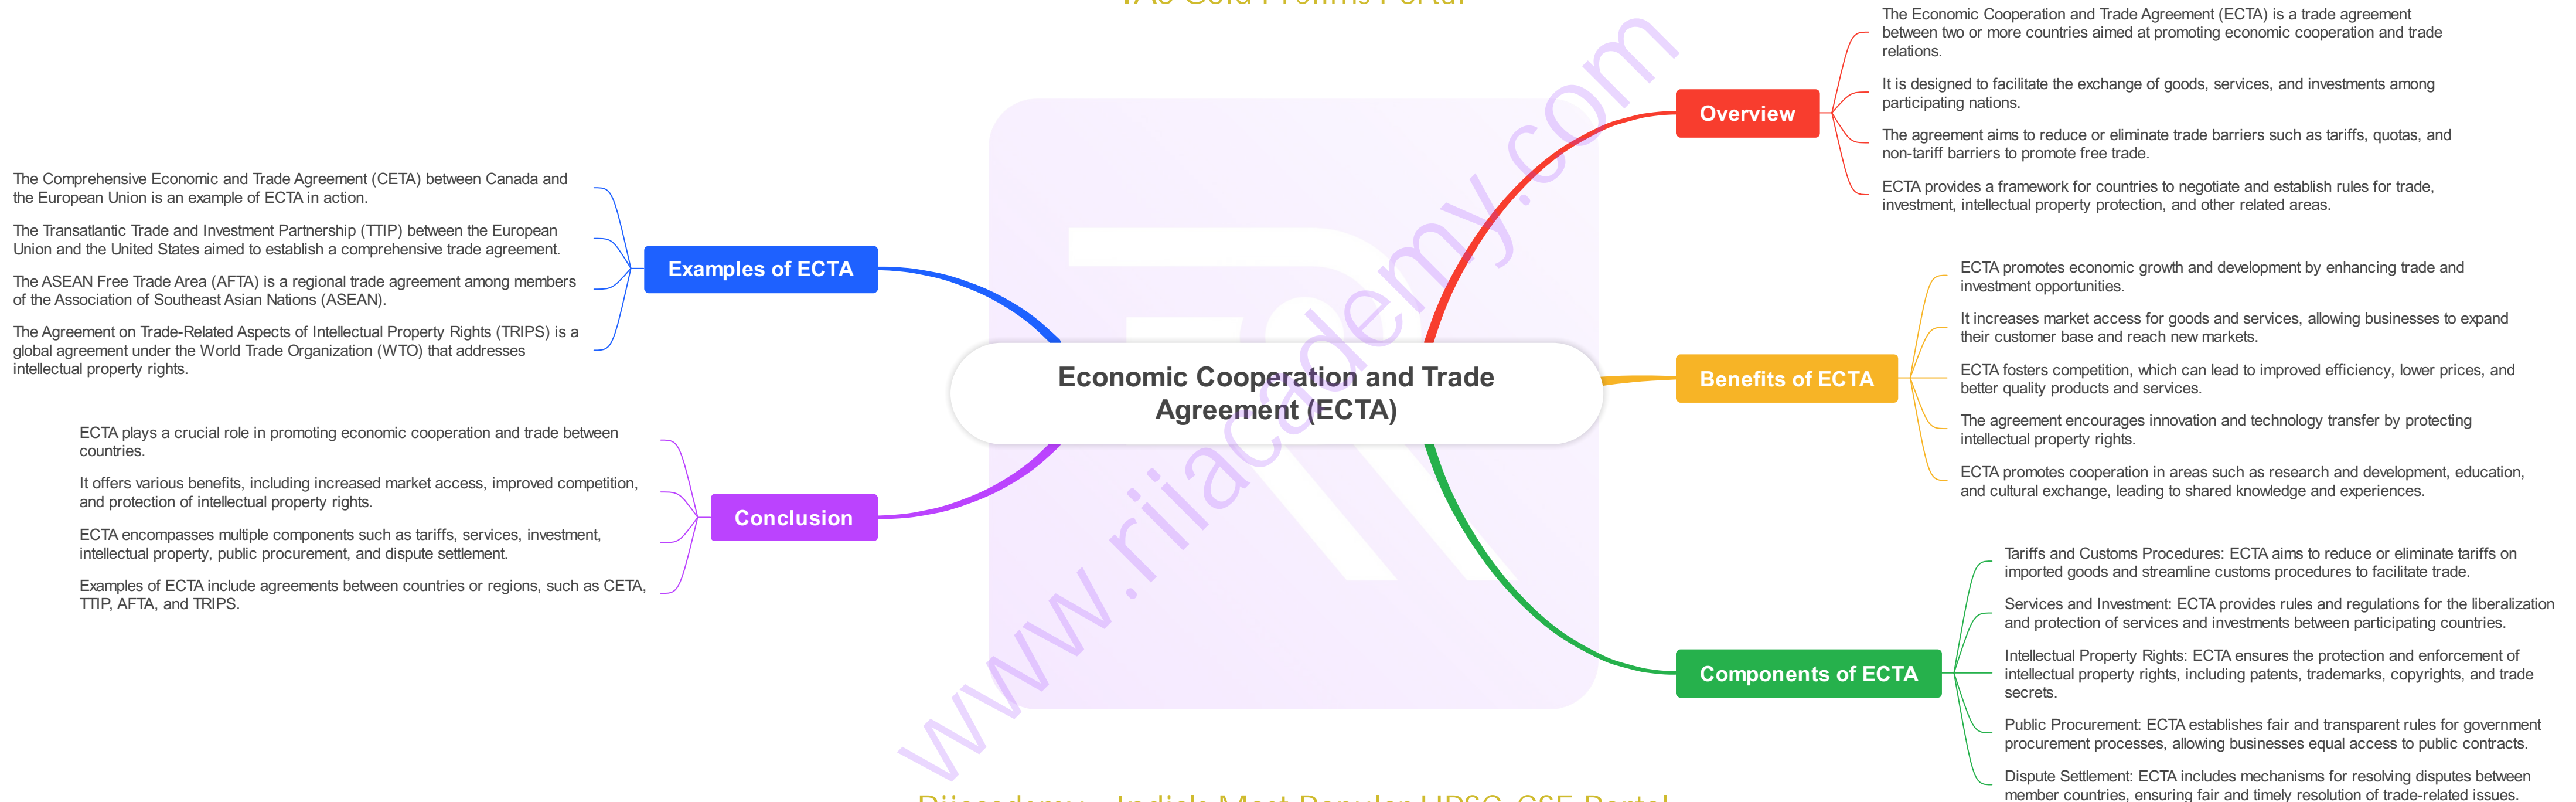 Economic Cooperation and Trade
Agreement (ECTA)
Overview
The Economic Cooperation and Trade Agreement (ECTA) is a trade agreement
between two or more countries aimed at promoting economic cooperation and trade
relations.
It is designed to facilitate the exchange of goods, services, and investments among
participating nations.
The agreement aims to reduce or eliminate trade barriers such as tariffs, quotas, and
non-tariff barriers to promote free trade.
ECTA provides a framework for countries to negotiate and establish rules for trade,
investment, intellectual property protection, and other related areas.
Benefits of ECTA
ECTA promotes economic growth and development by enhancing trade and
investment opportunities.
It increases market access for goods and services, allowing businesses to expand
their customer base and reach new markets.
ECTA fosters competition, which can lead to improved efficiency, lower prices, and
better quality products and services.
The agreement encourages innovation and technology transfer by protecting
intellectual property rights.
ECTA promotes cooperation in areas such as research and development, education,
and cultural exchange, leading to shared knowledge and experiences.
Components of ECTA
Tariffs and Customs Procedures: ECTA aims to reduce or eliminate tariffs on
imported goods and streamline customs procedures to facilitate trade.
Services and Investment: ECTA provides rules and regulations for the liberalization
and protection of services and investments between participating countries.
Intellectual Property Rights: ECTA ensures the protection and enforcement of
intellectual property rights, including patents, trademarks, copyrights, and trade
secrets.
Public Procurement: ECTA establishes fair and transparent rules for government
procurement processes, allowing businesses equal access to public contracts.
Dispute Settlement: ECTA includes mechanisms for resolving disputes between
member countries, ensuring fair and timely resolution of trade-related issues.
Examples of ECTA
The Comprehensive Economic and Trade Agreement (CETA) between Canada and
the European Union is an example of ECTA in action.
The Transatlantic Trade and Investment Partnership (TTIP) between the European
Union and the United States aimed to establish a comprehensive trade agreement.
The ASEAN Free Trade Area (AFTA) is a regional trade agreement among members
of the Association of Southeast Asian Nations (ASEAN).
The Agreement on Trade-Related Aspects of Intellectual Property Rights (TRIPS) is a
global agreement under the World Trade Organization (WTO) that addresses
intellectual property rights.
Conclusion
ECTA plays a crucial role in promoting economic cooperation and trade between
countries.
It offers various benefits, including increased market access, improved competition,
and protection of intellectual property rights.
ECTA encompasses multiple components such as tariffs, services, investment,
intellectual property, public procurement, and dispute settlement.
Examples of ECTA include agreements between countries or regions, such as CETA,
TTIP, AFTA, and TRIPS.
www.rijiacademy.com